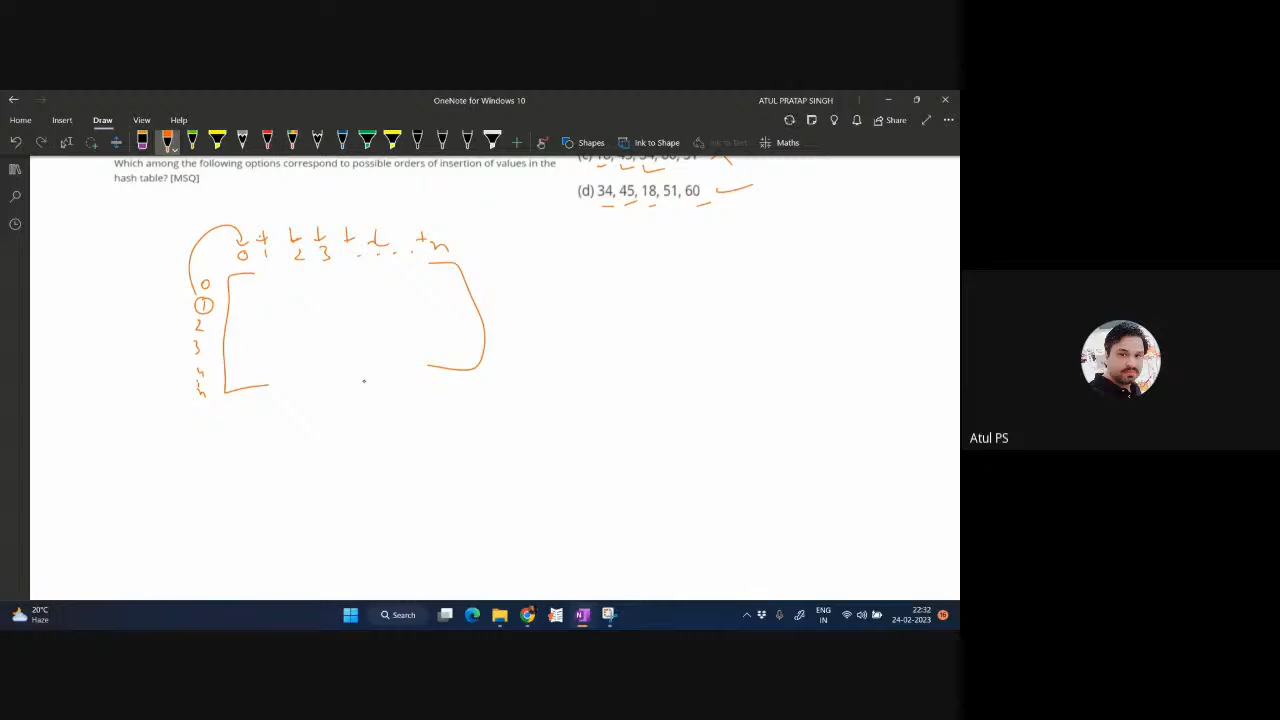 OneNote for Windows 10
ATUL PRATAP SINGH
Home Insert Draw View Help
Share
Shapes Ink to Shape Ink to Text Maths
Which among the following options correspond to possible orders of insertion of values in the
hash table? [MSQ]
(d) 34, 45, 18, 51, 60
0 1 2 3 . . . . . n
0
1
2
3
Atul PS
20°C
Haze
Search
ENG
IN
22:32
24-02-2023
16